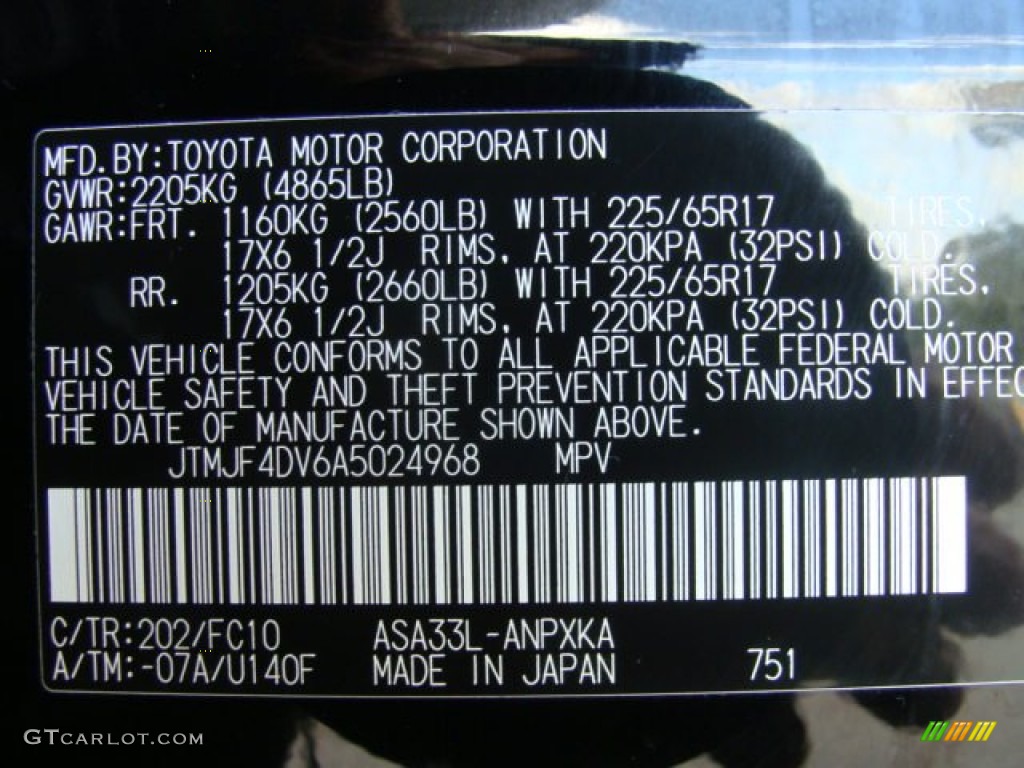 MFD.BY:TOYOTA MOTOR CORPORATION
GVWR:2205KG (4865LB)
GAWR:FRT. 1160KG (2560LB) WITH 225/65R17 TIRES,
17X6 1/2J RIMS, AT 220KPA (32PSI) COLD.
RR. 1205KG (2660LB) WITH 225/65R17 TIRES,
17X6 1/2J RIMS, AT 220KPA (32PSI) COLD.
THIS VEHICLE CONFORMS TO ALL APPLICABLE FEDERAL MOTOR
VEHICLE SAFETY AND THEFT PREVENTION STANDARDS IN EFFEC
THE DATE OF MANUFACTURE SHOWN ABOVE.
JTMJF4DV6A5024968 MPV
C/TR:202/FC10 ASA33L-ANPXKA
A/TM:-07A/U140F MADE IN JAPAN 751
GTCARLOT.COM